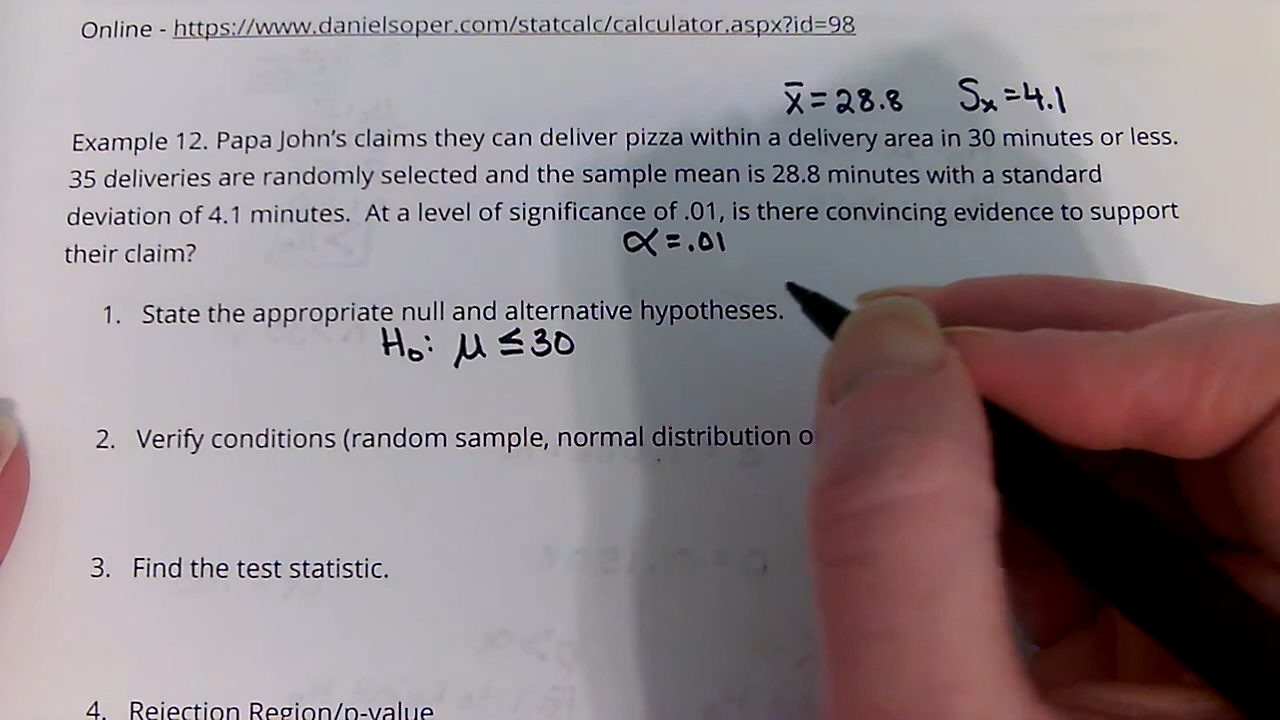 Online - https://www.danielsoper.com/statcalc/calculator.aspx?id=98
x̄ = 28.8 Sx = 4.1
Example 12. Papa John's claims they can deliver pizza within a delivery area in 30 minutes or less.
35 deliveries are randomly selected and the sample mean is 28.8 minutes with a standard
deviation of 4.1 minutes. At a level of significance of .01, is there convincing evidence to support
their claim?
α = .01
1. State the appropriate null and alternative hypotheses.
H₀: μ ≤ 30
2. Verify conditions (random sample, normal distribution
3. Find the test statistic.
4. Rejection Region/p-value